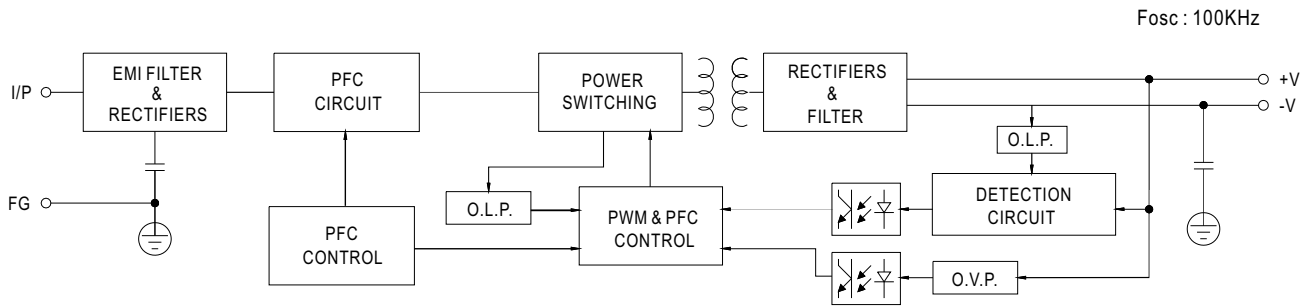 Fosc : 100KHz
I/P
EMI FILTER
&
RECTIFIERS
PFC
CIRCUIT
POWER
SWITCHING
RECTIFIERS
&
FILTER
+V
-V
O.L.P.
FG
O.L.P.
PFC
CONTROL
PWM & PFC
CONTROL
DETECTION
CIRCUIT
O.V.P.